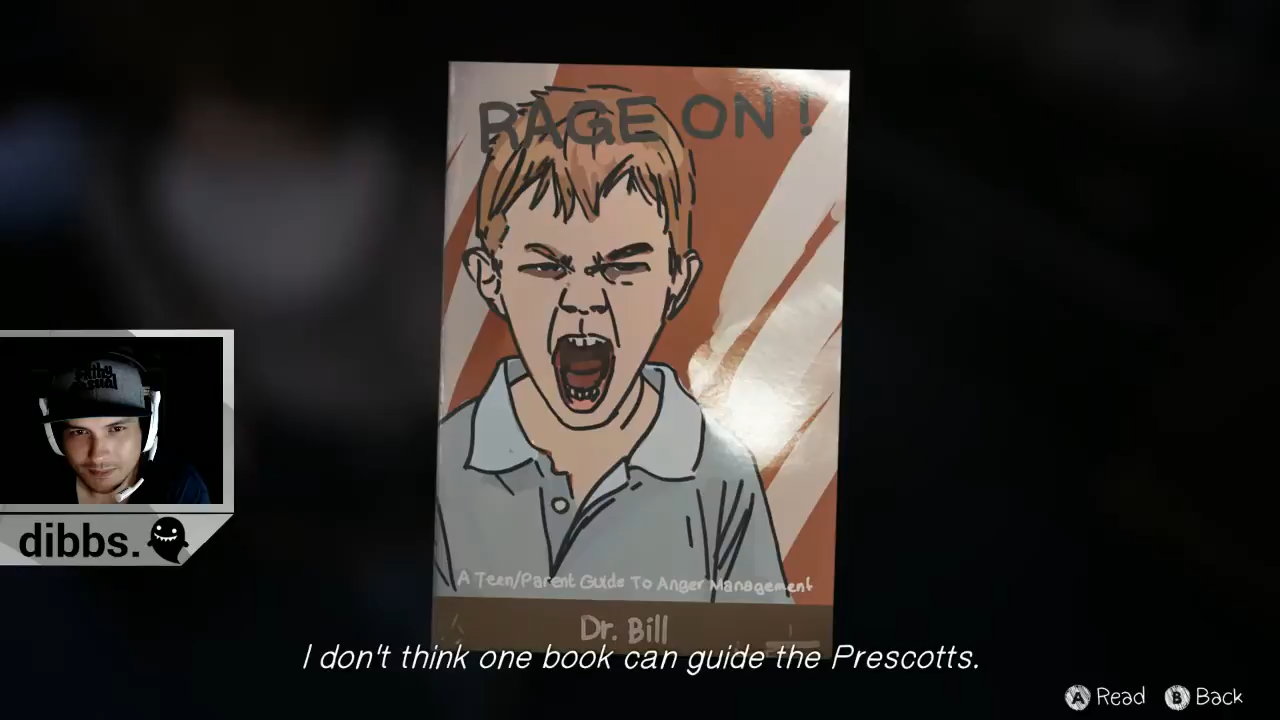 RAGE ON!
A Teen/Parent Guide To Anger Management
Dr. Bill
I don't think one book can guide the Prescotts.
A Read B Back
dibbs.